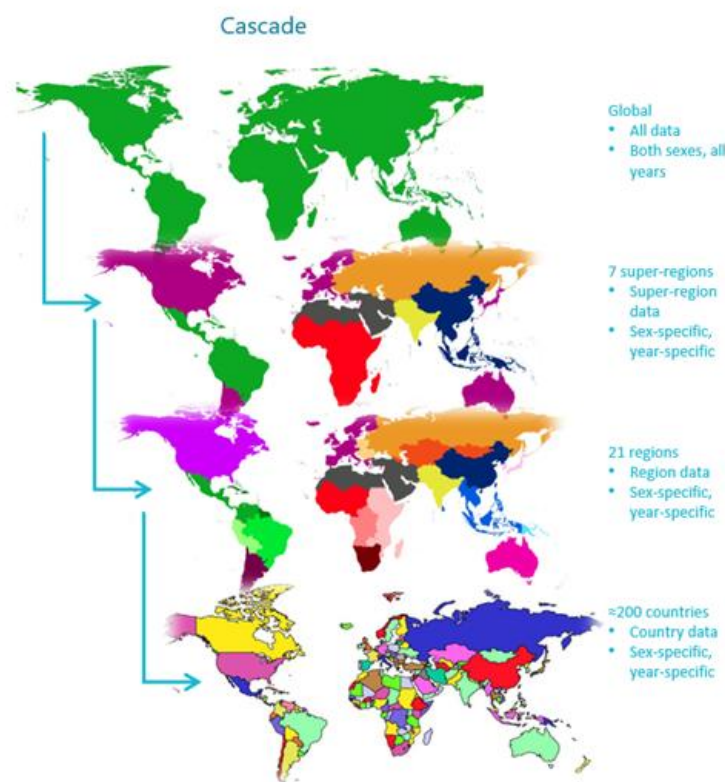 Cascade
Global
• All data
• Both sexes, all
years
7 super-regions
• Super-region
data
• Sex-specific,
year-specific
21 regions
• Region data
• Sex-specific,
year-specific
≈200 countries
• Country data
• Sex-specific,
year-specific